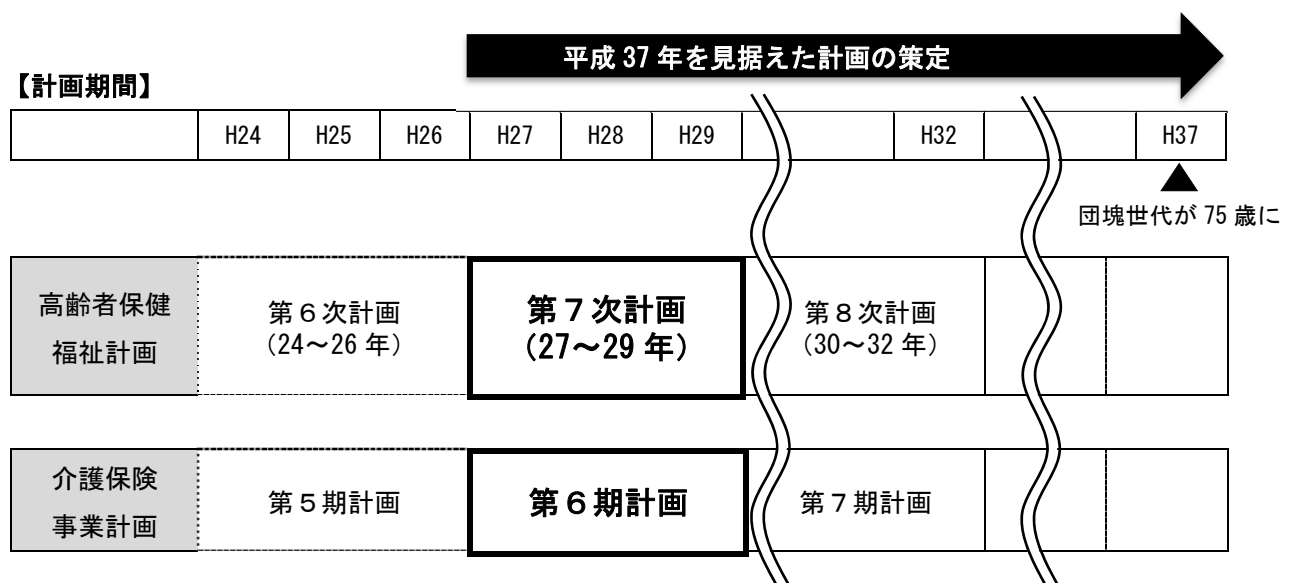 平成 37 年を見据えた計画の策定
【計画期間】
H24 H25 H26 H27 H28 H29 H32 H37
団塊世代が 75 歳に
高齢者保健
福祉計画
第６次計画
（24～26 年）
第７次計画
（27～29 年）
第８次計画
（30～32 年）
介護保険
事業計画
第５期計画
第６期計画
第７期計画